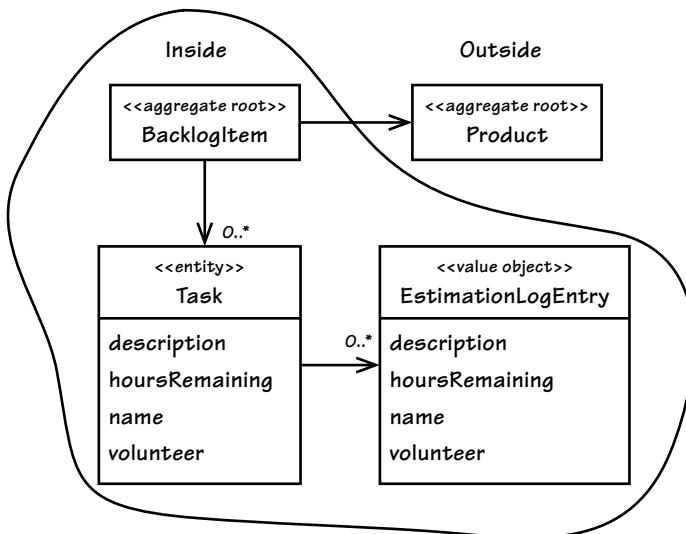 Inside
Outside
<<aggregate root>>
BacklogItem
<<aggregate root>>
Product
0..*
<<entity>>
Task
description
hoursRemaining
name
volunteer
0..*
<<value object>>
EstimationLogEntry
description
hoursRemaining
name
volunteer